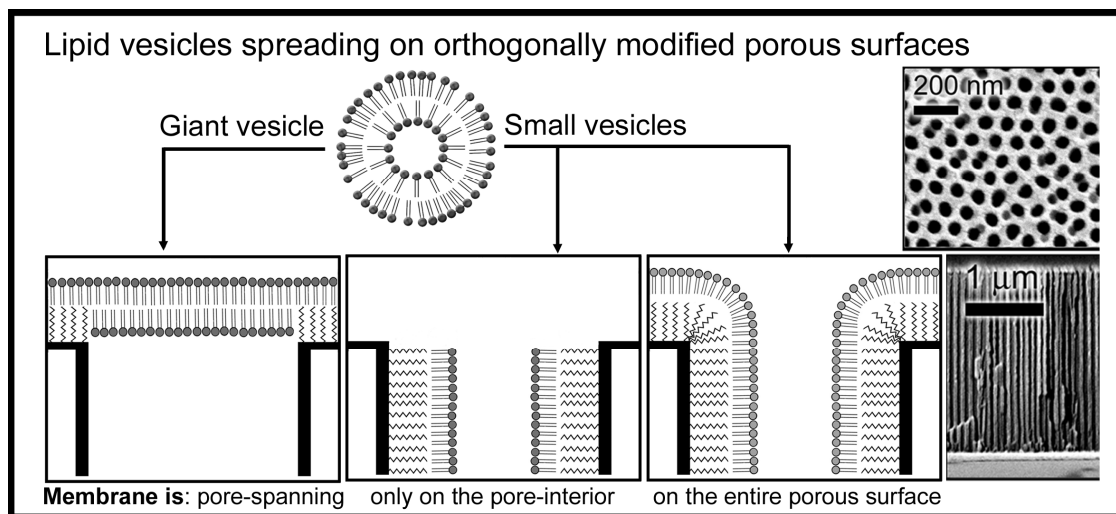 Lipid vesicles spreading on orthogonally modified porous surfaces
Giant vesicle
Small vesicles
200 nm
1 μm
Membrane is: pore-spanning
only on the pore-interior
on the entire porous surface